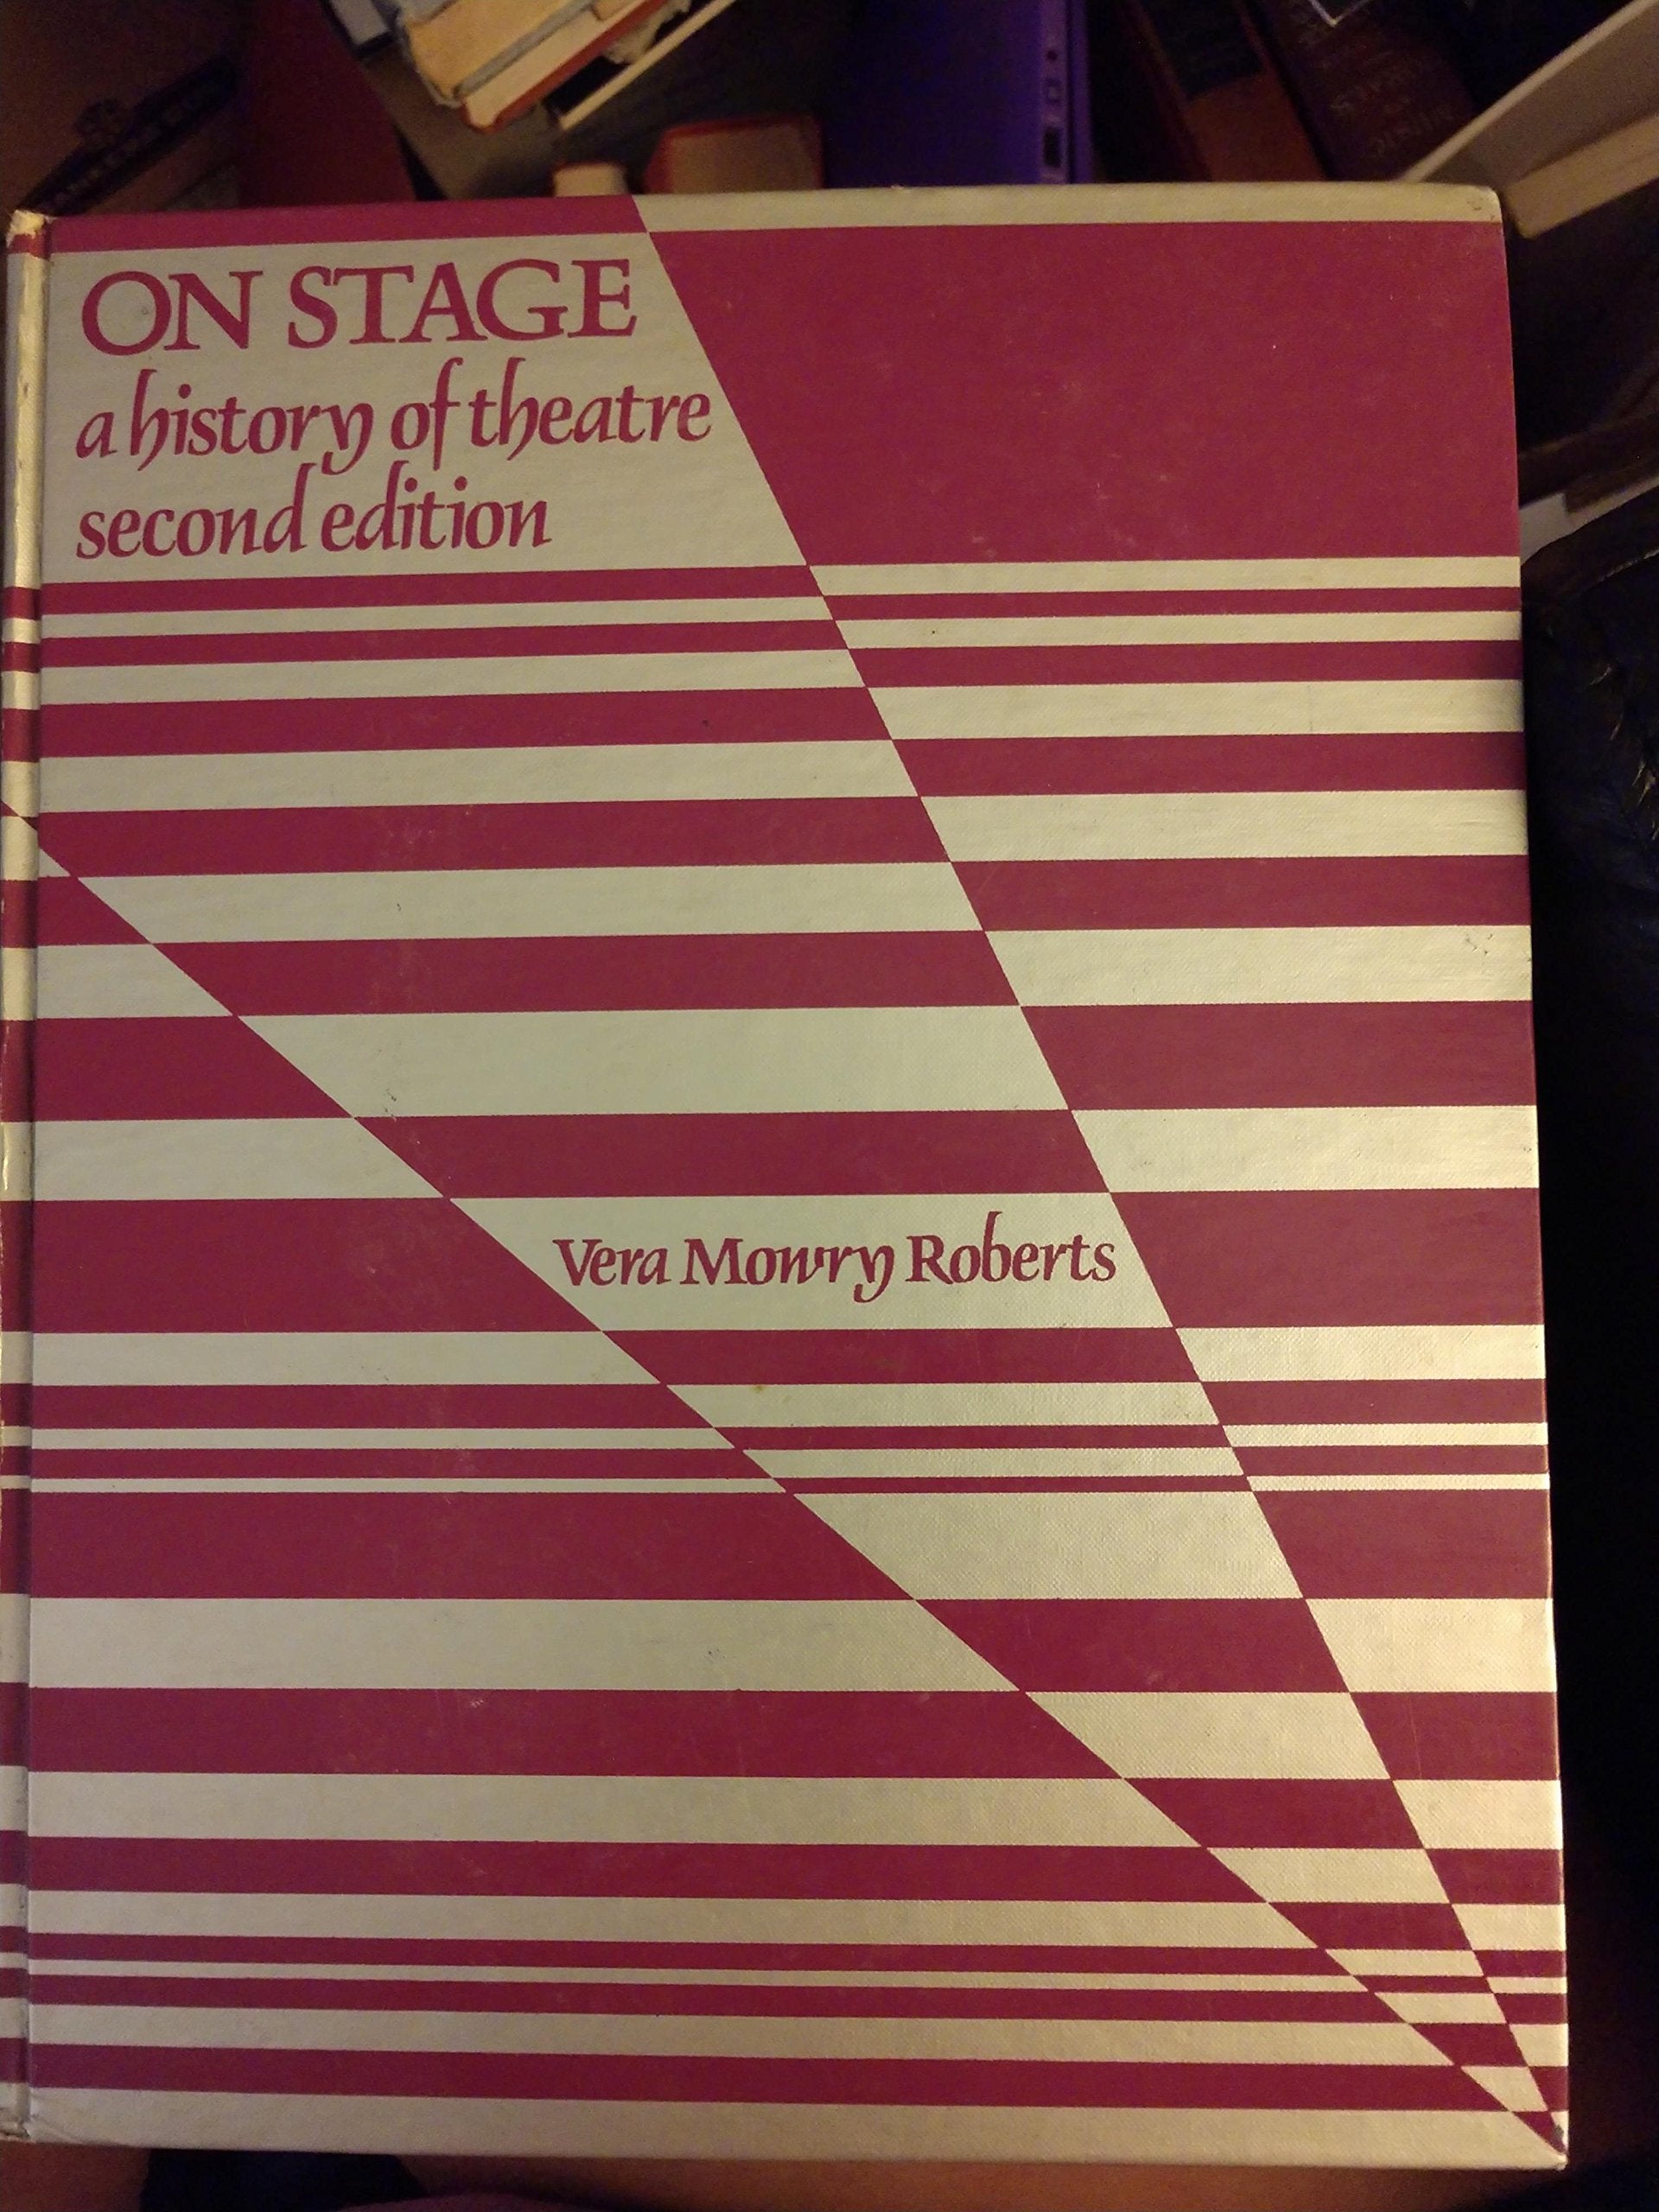 ON STAGE
a history of theatre
second edition
Vera Mowry Roberts